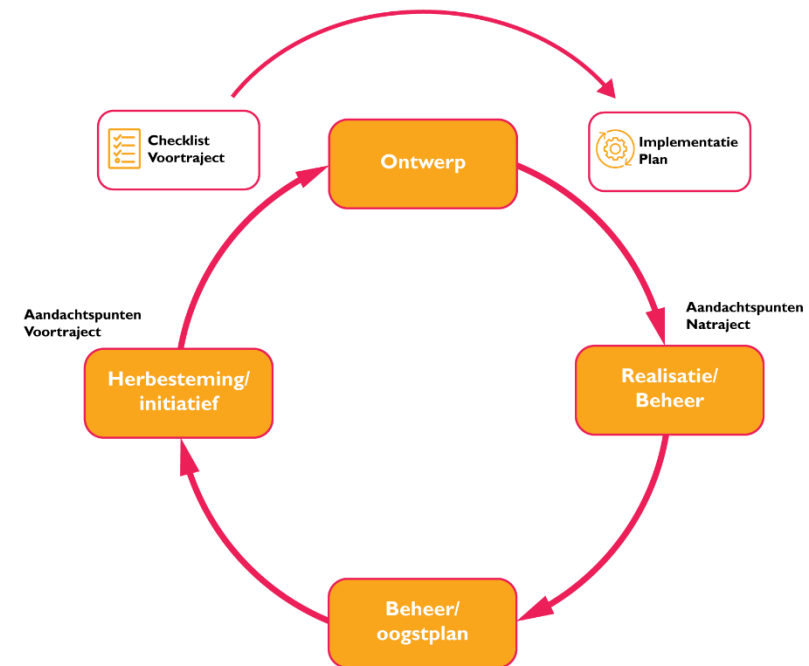 Checklist
Voortraject
Ontwerp
Implementatie
Plan
Aandachtspunten
Voortraject
Aandachtspunten
Natraject
Herbesteming/
initiatief
Realisatie/
Beheer
Beheer/
oogstplan